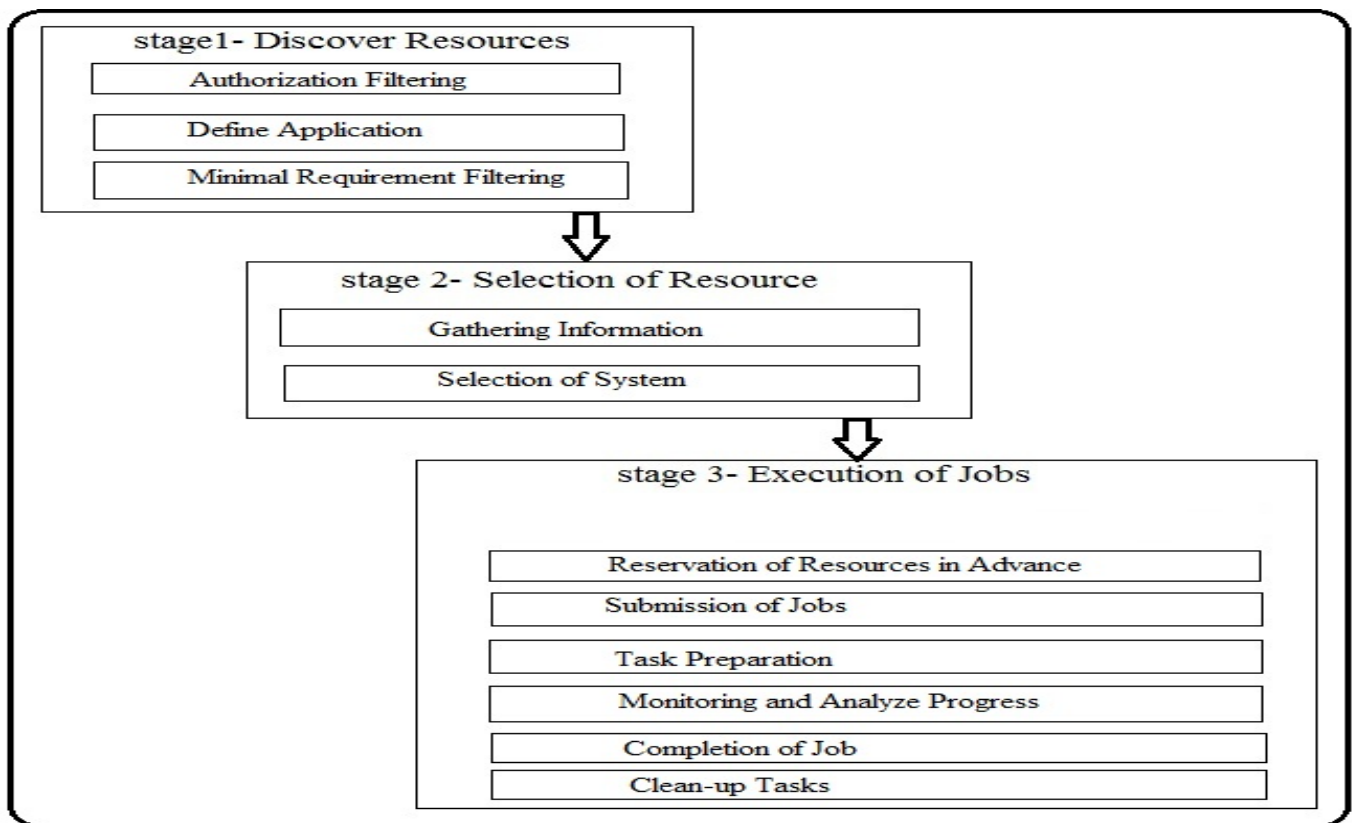 stage1- Discover Resources
Authorization Filtering
Define Application
Minimal Requirement Filtering
stage 2- Selection of Resource
Gathering Information
Selection of System
stage 3- Execution of Jobs
Reservation of Resources in Advance
Submission of Jobs
Task Preparation
Monitoring and Analyze Progress
Completion of Job
Clean-up Tasks